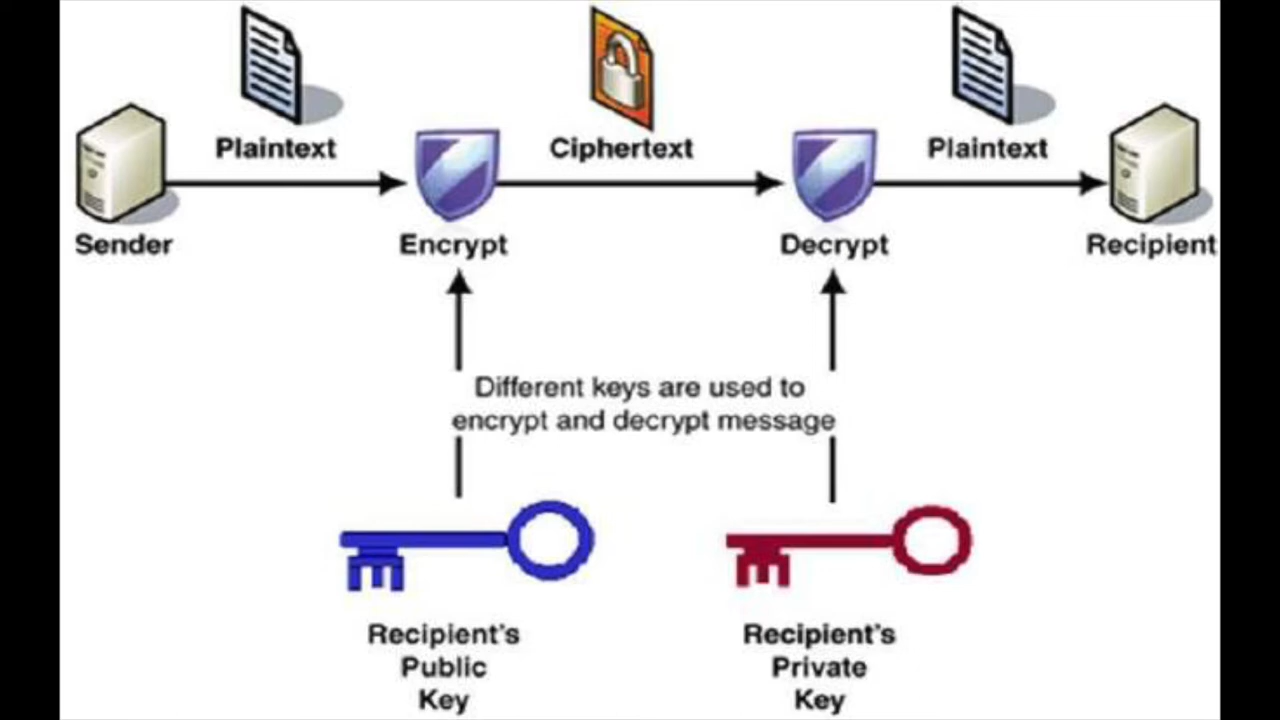 Plaintext
Ciphertext
Plaintext
Sender
Encrypt
Decrypt
Recipient
Different keys are used to
encrypt and decrypt message
Recipient's
Public
Key
Recipient's
Private
Key